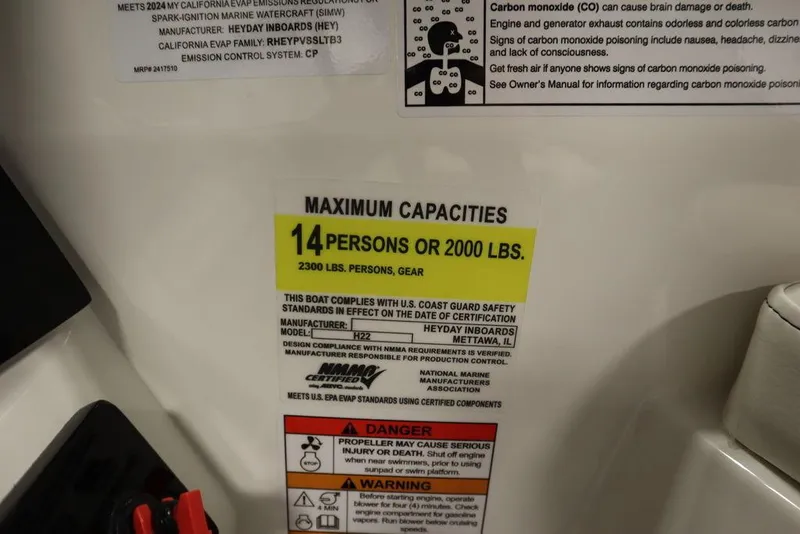 MEETS 2024 MY CALIFORNIA EVAP EMISSIONS REGULATIONS FOR
SPARK-IGNITION MARINE WATERCRAFT (SIMW)
MANUFACTURER: HEYDAY INBOARDS (HEY)
CALIFORNIA EVAP FAMILY: RHEYPVSSLTB3
EMISSION CONTROL SYSTEM: CP
MRP# 2417510
Carbon monoxide (CO) can cause brain damage or death.
Engine and generator exhaust contains odorless and colorless carbon
Signs of carbon monoxide poisoning include nausea, headache,
and lack of consciousness.
Get fresh air if anyone shows signs of carbon monoxide poisoning.
See Owner's Manual for information regarding carbon monoxide
MAXIMUM CAPACITIES
14 PERSONS OR 2000 LBS.
2300 LBS. PERSONS, GEAR
THIS BOAT COMPLIES WITH U.S. COAST GUARD SAFETY
STANDARDS IN EFFECT ON THE DATE OF CERTIFICATION
MANUFACTURER: HEYDAY INBOARDS
MODEL: H22 METTAWA, IL
DESIGN COMPLIANCE WITH NMMA REQUIREMENTS IS VERIFIED.
MANUFACTURER RESPONSIBLE FOR PRODUCTION CONTROL.
NMMA
CERTIFIED
using ABYC standards
NATIONAL MARINE
MANUFACTURERS
ASSOCIATION
MEETS U.S. EPA EVAP STANDARDS USING CERTIFIED COMPONENTS
DANGER
STOP
PROPELLER MAY CAUSE SERIOUS
INJURY OR DEATH. Shut off engine
when near swimmers, prior to using
sunpad or swim platform.
WARNING
4 MIN
Before starting engine, operate
blower for four (4) minutes. Check
engine compartment for gasoline
vapors. Run blower below cruising
speeds.